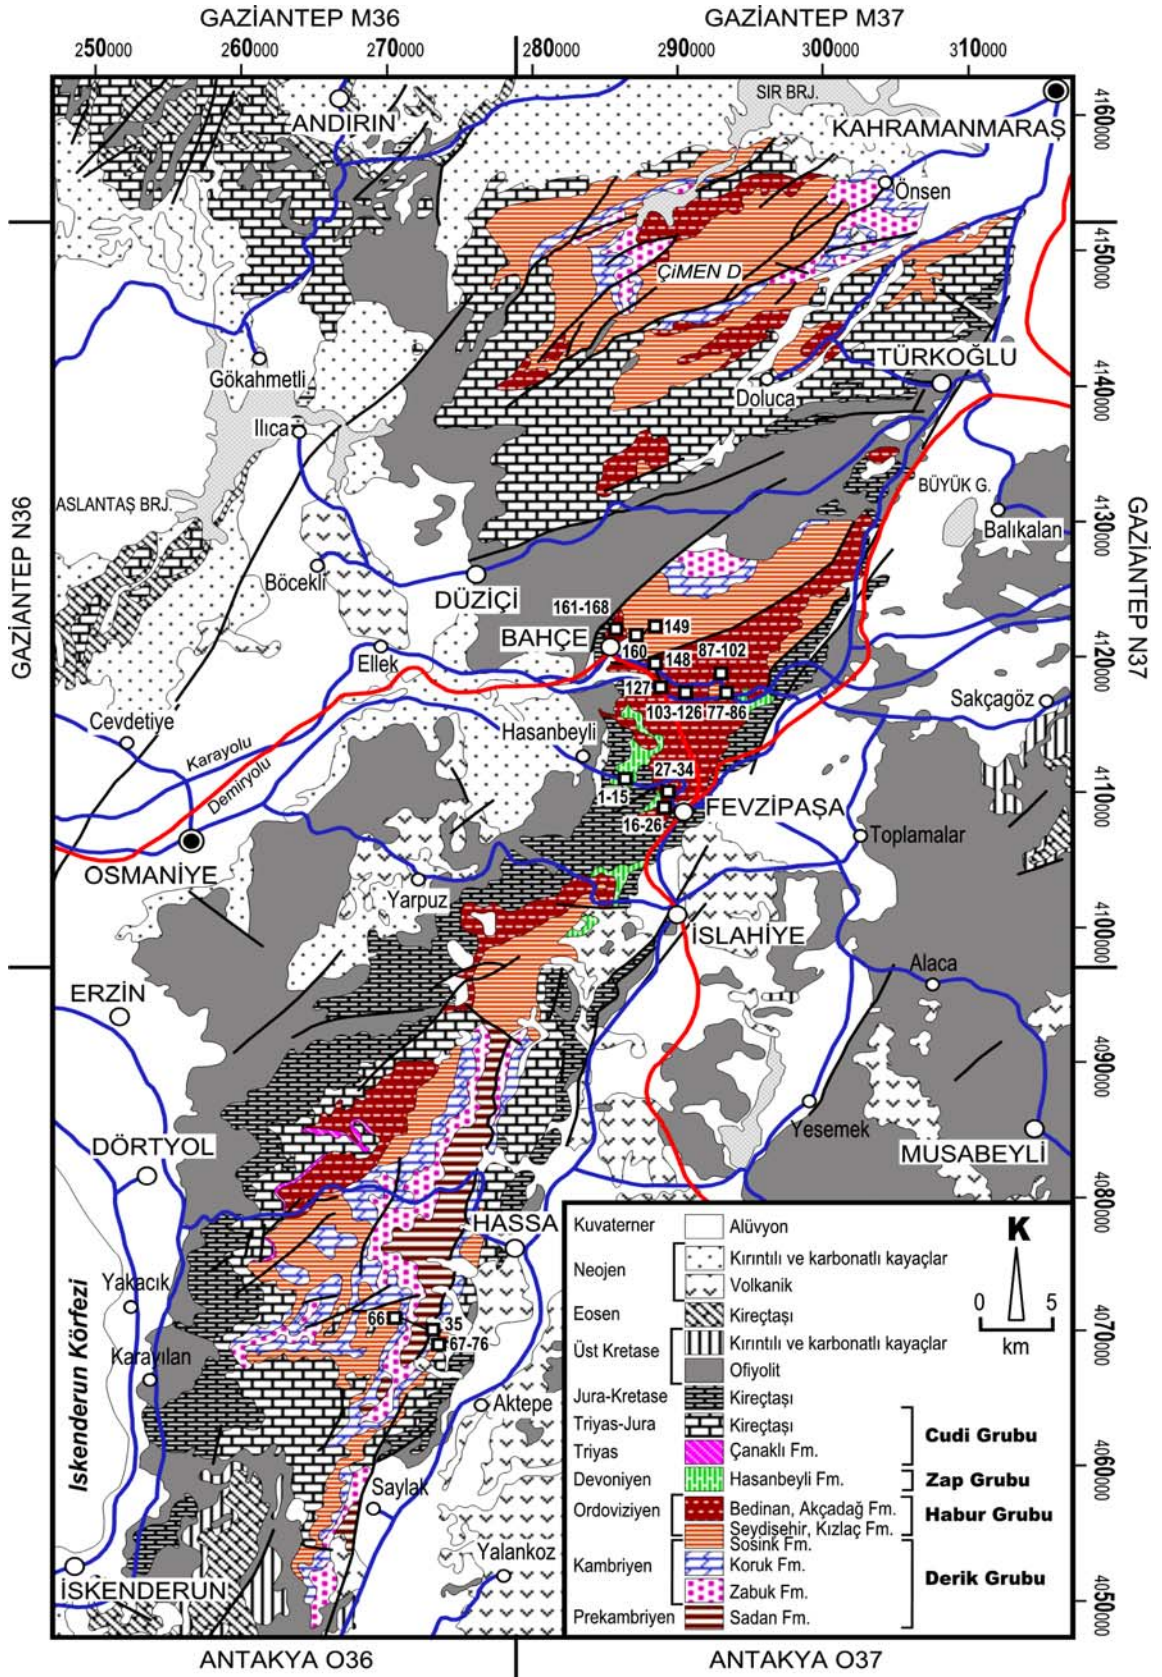 GAZİANTEP M36
GAZİANTEP M37
250000
260000
270000
280000
290000
300000
310000
SIR BRJ.
ANDIRIN
KAHRAMANMARAŞ
4160000
Önsen
4150000
ÇİMEN D
TÜRKOĞLU
Gökahmetli
Doluca
4140000
Ilıca
ASLANTAŞ BRJ.
BÜYÜK G.
Balıkalan
4130000
GAZİANTEP N36
GAZİANTEP N37
Böcekli
DÜZİÇİ
161-168
149
BAHÇE
160
148
87-102
4120000
Ellek
127
103-126
77-86
Sakçagöz
Cevdetiye
Hasanbeyli
Karayolu
Demiryolu
27-34
1-15
4110000
16-26
FEVZİPAŞA
Toplamalar
OSMANİYE
Yarpuz
İSLAHİYE
4100000
Alaca
ERZİN
4090000
Yesemek
DÖRTYOL
MUSABEYLİ
4080000
HASSA
Yakacık
66
35
67-76
4070000
Karayılan
İskenderun Körfezi
Aktepe
4060000
Saylak
Yalankoz
İSKENDERUN
4050000
Kuvaterner
Alüvyon
Neojen
Kırıntılı ve karbonatlı kayaçlar
Volkanik
Eosen
Kireçtaşı
Üst Kretase
Kırıntılı ve karbonatlı kayaçlar
Ofiyolit
Jura-Kretase
Kireçtaşı
Triyas-Jura
Kireçtaşı
Triyas
Çanaklı Fm.
Cudi Grubu
Devoniyen
Hasanbeyli Fm.
Zap Grubu
Ordoviziyen
Bedinan, Akçadağ Fm.
Habur Grubu
Seydişehir, Kızlaç Fm.
Sosink Fm.
Kambriyen
Koruk Fm.
Zabuk Fm.
Derik Grubu
Prekambriyen
Sadan Fm.
K
0 5
km
ANTAKYA O36
ANTAKYA O37